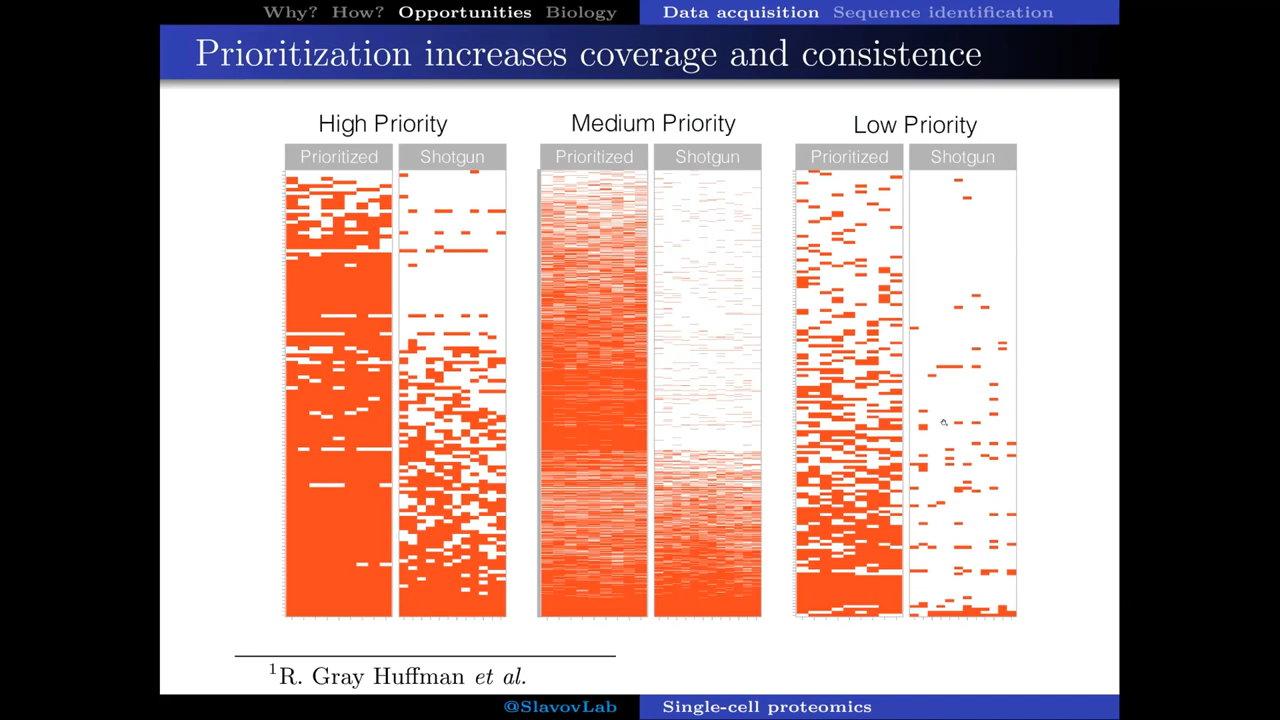 Why? How? Opportunities Biology Data acquisition Sequence identification
Prioritization increases coverage and consistence
High Priority Medium Priority Low Priority
Prioritized Shotgun Prioritized Shotgun Prioritized Shotgun
1R. Gray Huffman et al.
@SlavovLab Single-cell proteomics